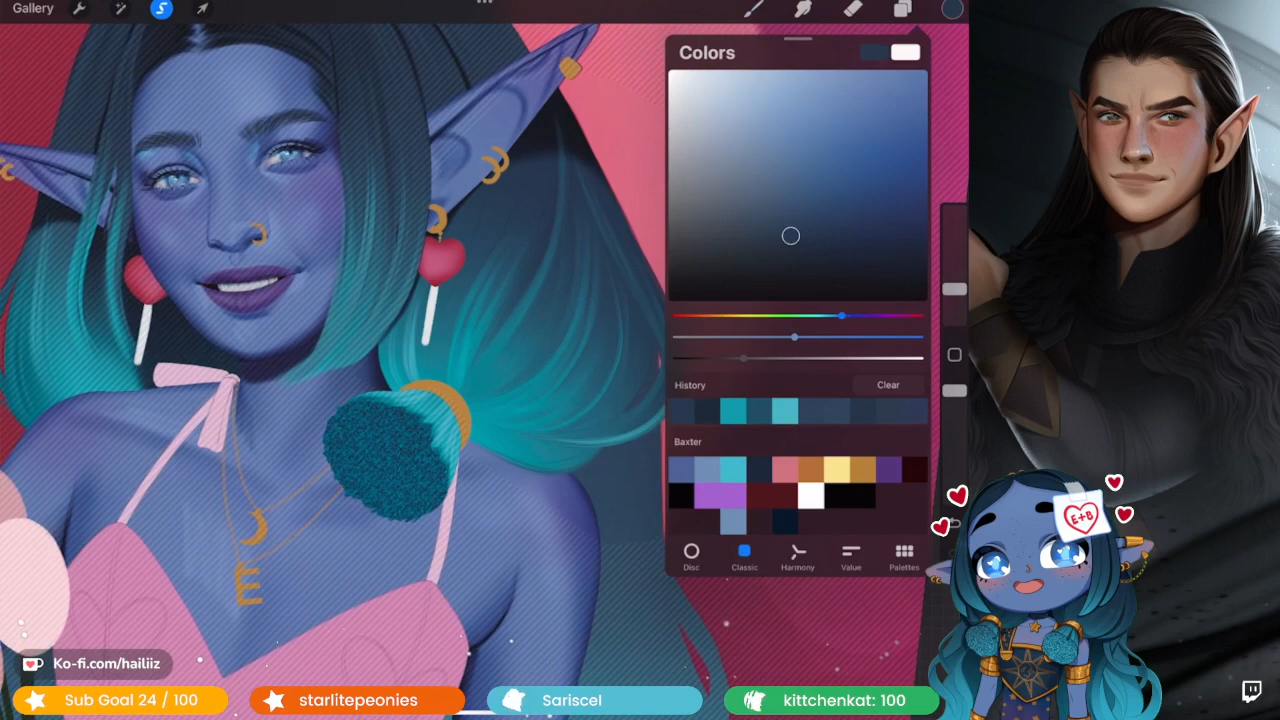 Gallery
Colors
History
Clear
Baxter
Disc
Classic
Harmony
Value
Palettes
E
E+B
Ko-fi.com/hailiiz
Sub Goal 24 / 100
starlitepeonies
Sariscel
kittchenkat: 100